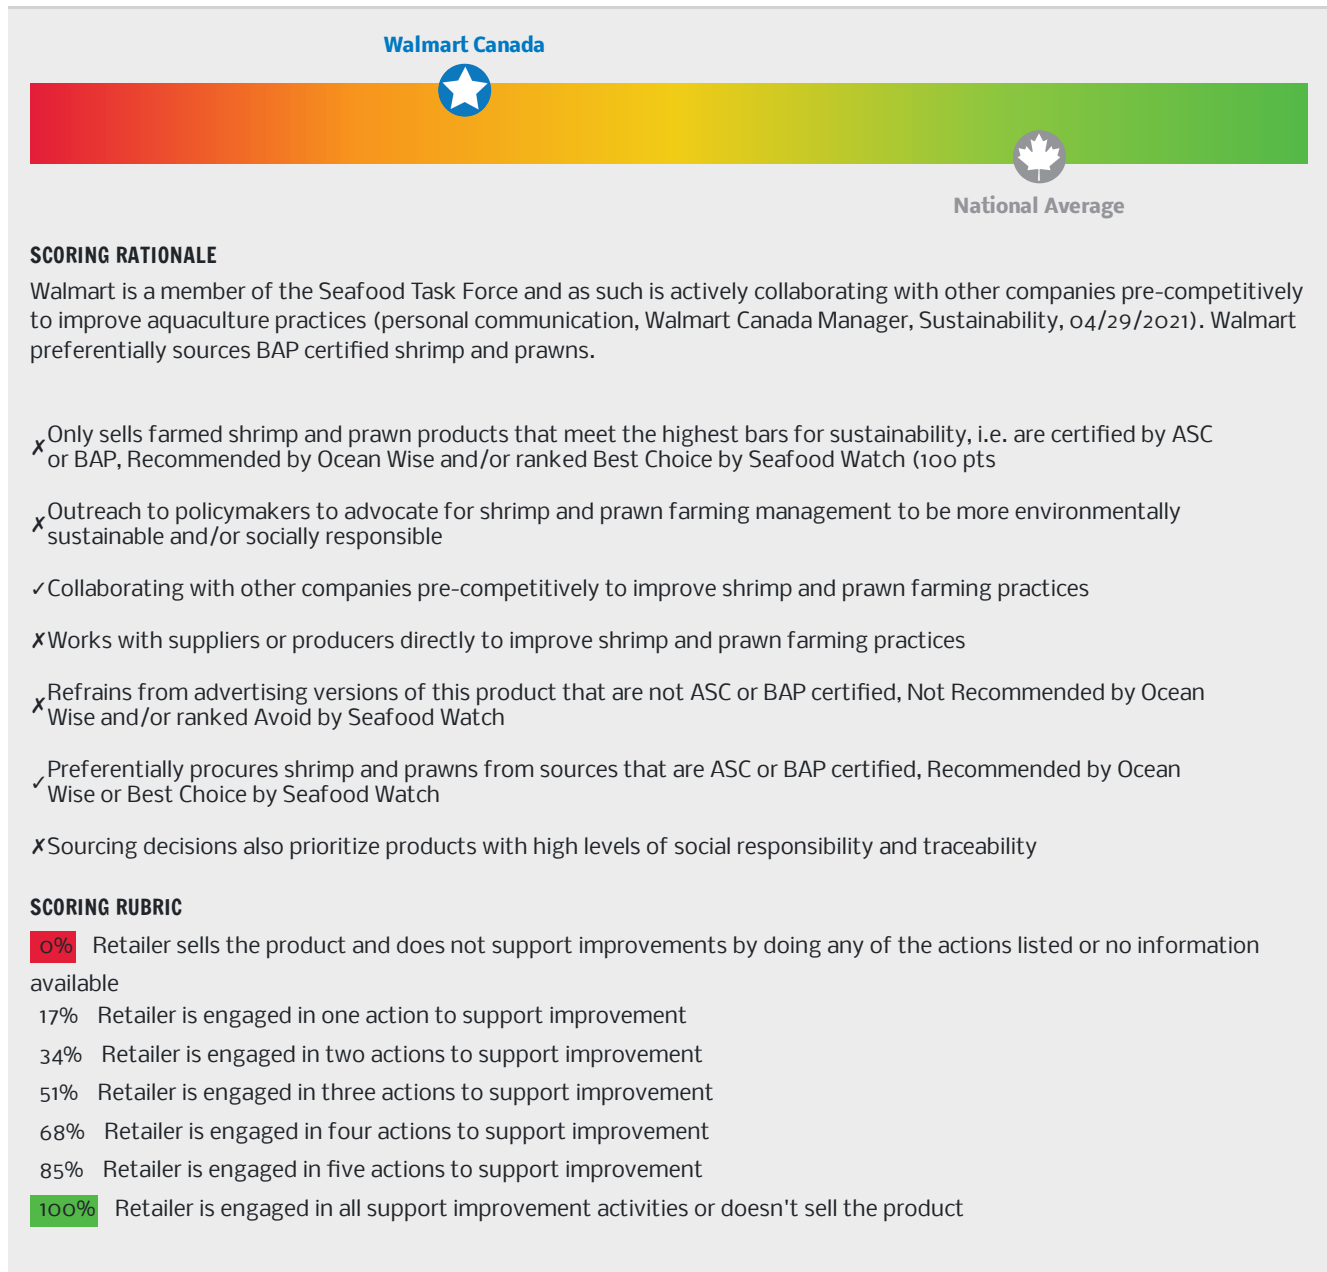 Walmart Canada
National Average
SCORING RATIONALE
Walmart is a member of the Seafood Task Force and as such is actively collaborating with other companies pre-competitively
to improve aquaculture practices (personal communication, Walmart Canada Manager, Sustainability, 04/29/2021). Walmart
preferentially sources BAP certified shrimp and prawns.
✗Only sells farmed shrimp and prawn products that meet the highest bars for sustainability, i.e. are certified by ASC
or BAP, Recommended by Ocean Wise and/or ranked Best Choice by Seafood Watch (100 pts
✗Outreach to policymakers to advocate for shrimp and prawn farming management to be more environmentally
sustainable and/or socially responsible
✓Collaborating with other companies pre-competitively to improve shrimp and prawn farming practices
✗Works with suppliers or producers directly to improve shrimp and prawn farming practices
✗Refrains from advertising versions of this product that are not ASC or BAP certified, Not Recommended by Ocean
Wise and/or ranked Avoid by Seafood Watch
✓Preferentially procures shrimp and prawns from sources that are ASC or BAP certified, Recommended by Ocean
Wise or Best Choice by Seafood Watch
✗Sourcing decisions also prioritize products with high levels of social responsibility and traceability
SCORING RUBRIC
0% Retailer sells the product and does not support improvements by doing any of the actions listed or no information
available
17% Retailer is engaged in one action to support improvement
34% Retailer is engaged in two actions to support improvement
51% Retailer is engaged in three actions to support improvement
68% Retailer is engaged in four actions to support improvement
85% Retailer is engaged in five actions to support improvement
100% Retailer is engaged in all support improvement activities or doesn't sell the product